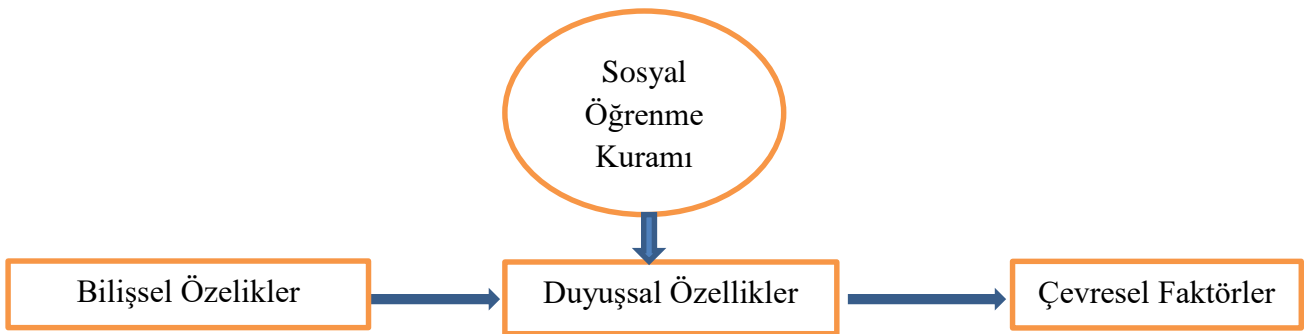 Sosyal
Öğrenme
Kuramı
Bilişsel Özelikler
Duyuşsal Özellikler
Çevresel Faktörler